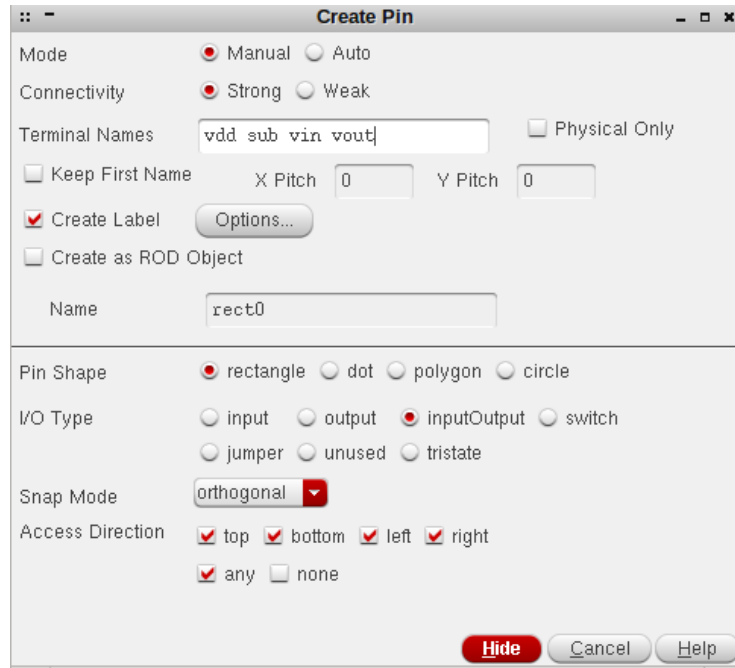 Create Pin
Mode Manual Auto
Connectivity Strong Weak
Terminal Names vdd sub vin vout Physical Only
Keep First Name X Pitch 0 Y Pitch 0
Create Label Options...
Create as ROD Object
Name rect0
Pin Shape rectangle dot polygon circle
I/O Type input output inputOutput switch
jumper unused tristate
Snap Mode orthogonal
Access Direction top bottom left right
any none
Hide Cancel Help